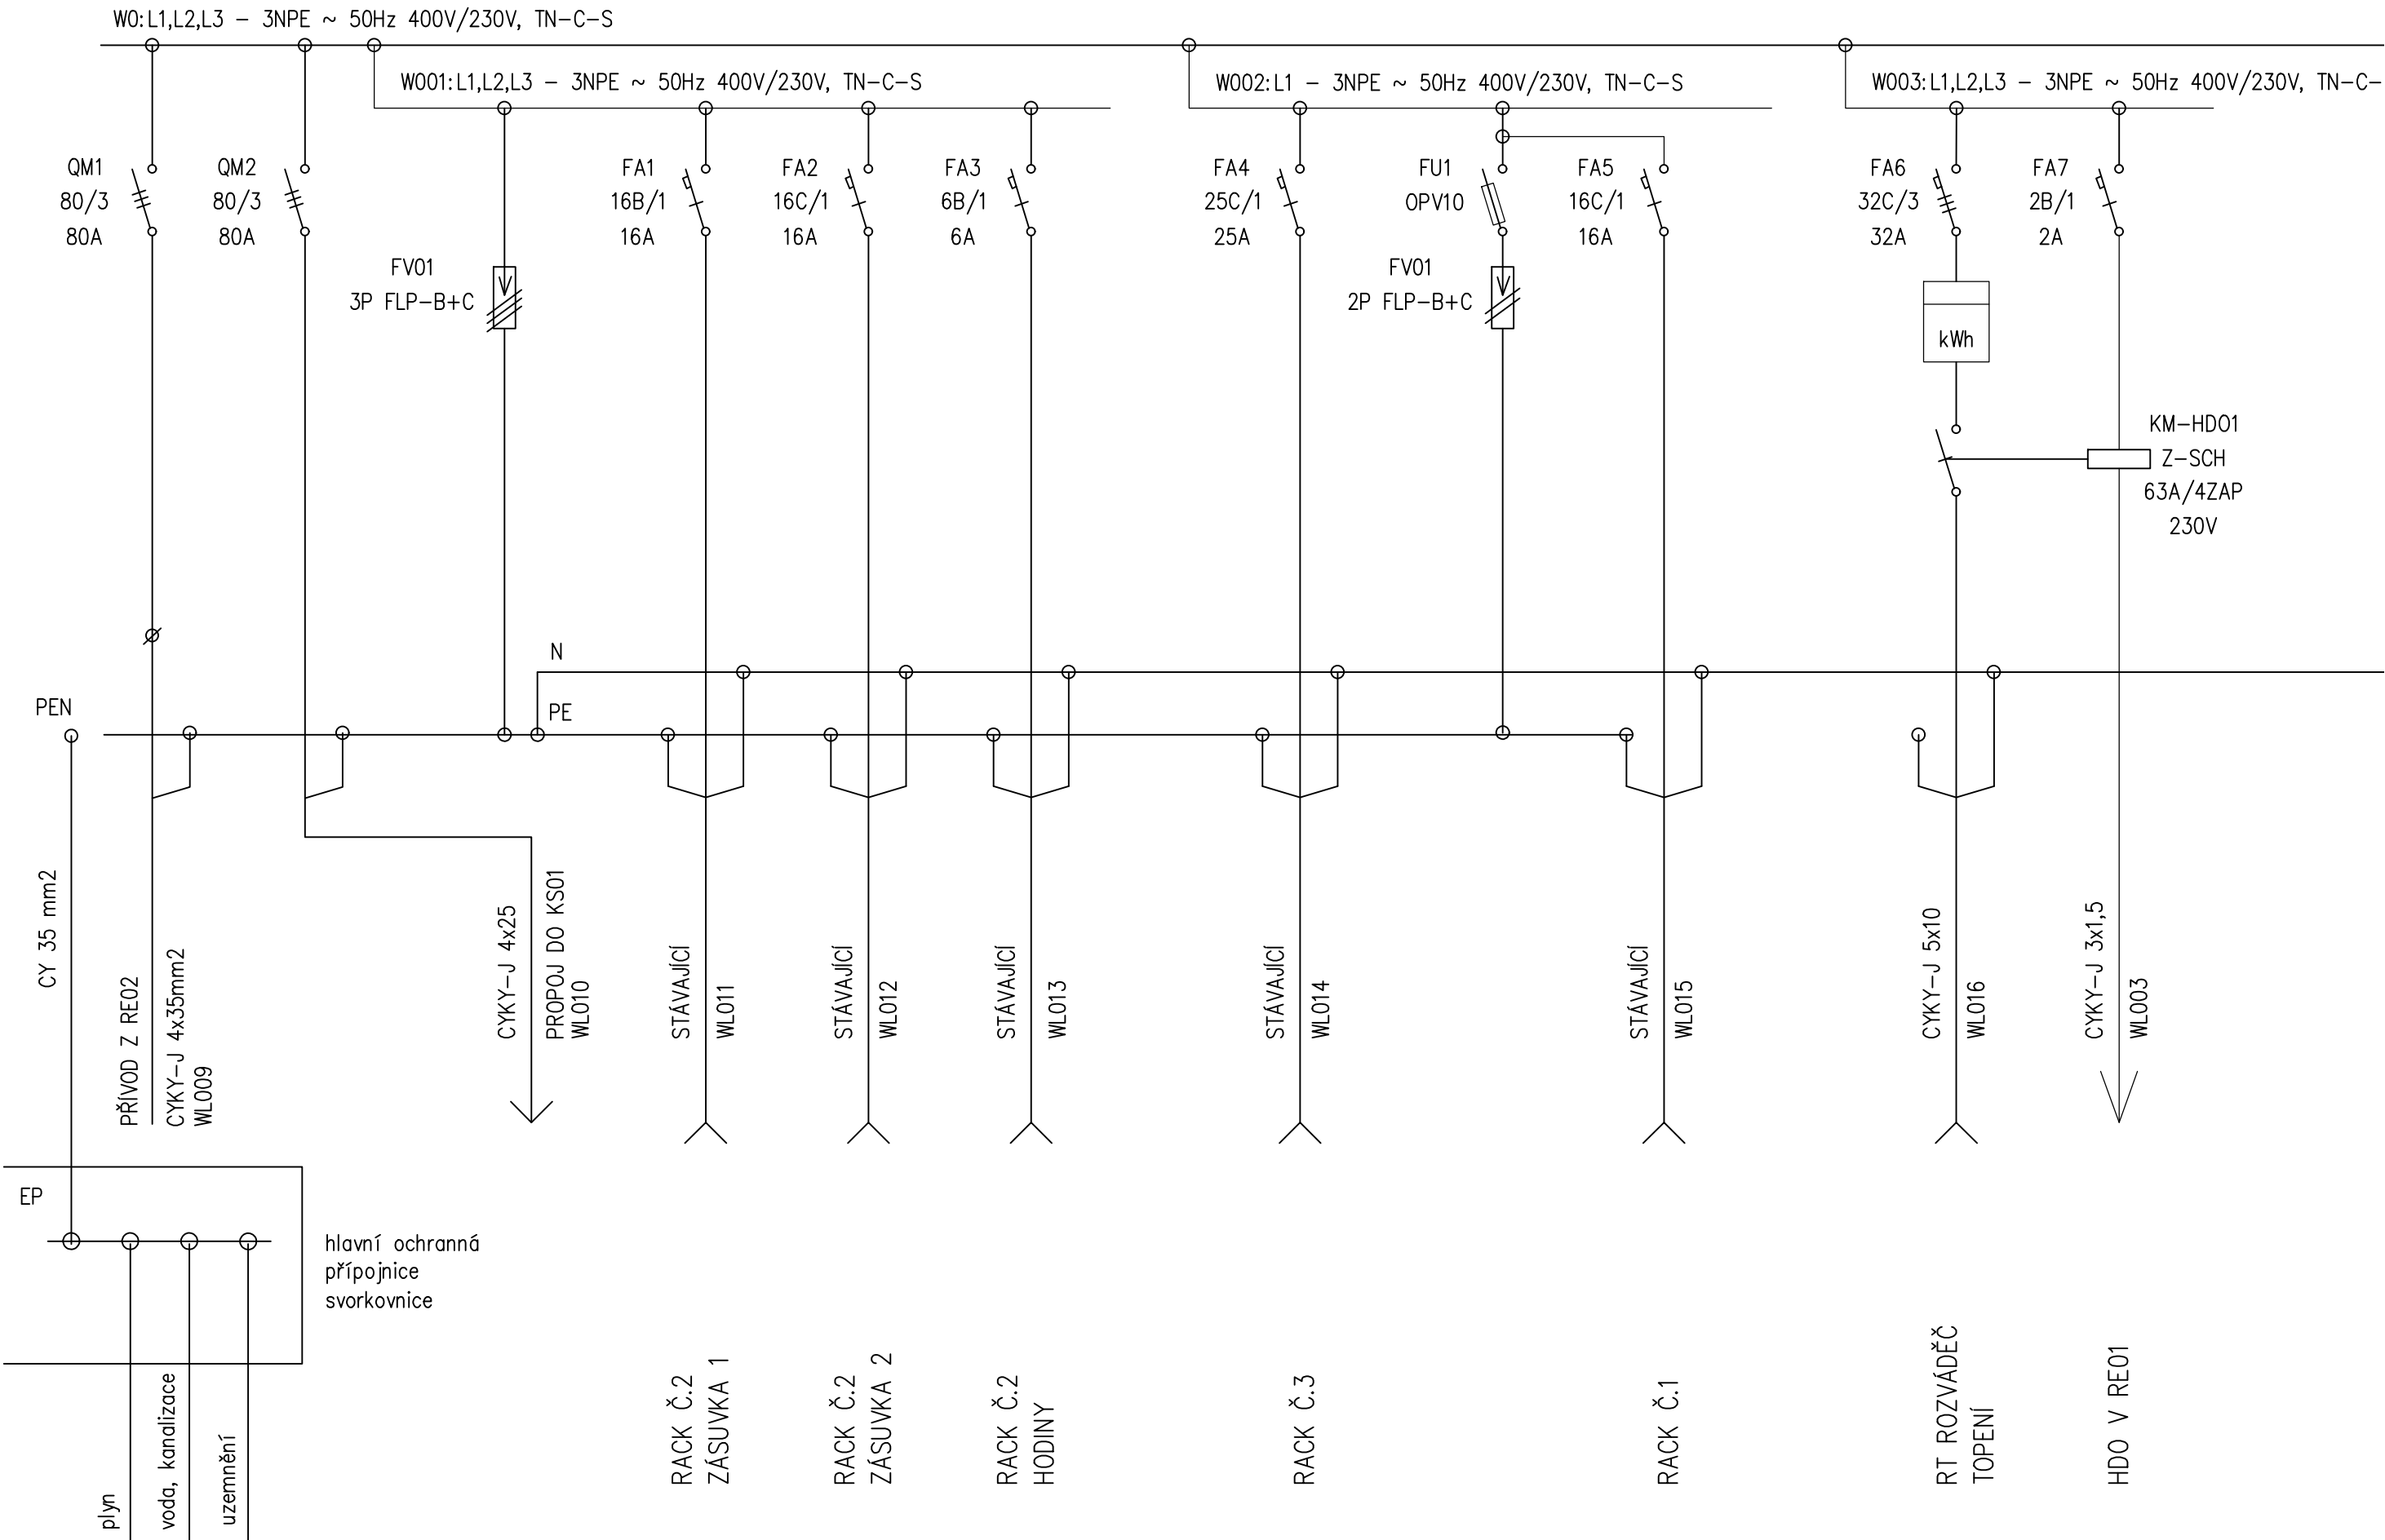 WO:L1,L2,L3 – 3NPE ~ 50Hz 400V/230V, TN–C–S
WO01:L1,L2,L3 – 3NPE ~ 50Hz 400V/230V, TN–C–S
WO02:L1 – 3NPE ~ 50Hz 400V/230V, TN–C–S
WO03:L1,L2,L3 – 3NPE ~ 50Hz 400V/230V, TN–C–
QM1
80/3
80A
QM2
80/3
80A
FV01
3P FLP–B+C
FA1
16B/1
16A
FA2
16C/1
16A
FA3
6B/1
6A
FA4
25C/1
25A
FU1
OPV10
FV01
2P FLP–B+C
FA5
16C/1
16A
FA6
32C/3
32A
FA7
2B/1
2A
kWh
KM–HDO1
Z–SCH
63A/4ZAP
230V
N
PE
PEN
CY 35 mm2
PŘÍVOD Z RE02
CYKY–J 4x35mm2
WL009
CYKY–J 4x25
PROPOJ DO KS01
WL010
STÁVAJÍCÍ
WL011
STÁVAJÍCÍ
WL012
STÁVAJÍCÍ
WL013
STÁVAJÍCÍ
WL014
STÁVAJÍCÍ
WL015
CYKY–J 5x10
WL016
CYKY–J 3x1,5
WL003
EP
hlavní ochranná
přípojnice
svorkovnice
plyn
voda, kanalizace
uzemnění
RACK Č.2
ZÁSUVKA 1
RACK Č.2
ZÁSUVKA 2
RACK Č.2
HODINY
RACK Č.3
RACK Č.1
RT ROZVÁDĚČ
TOPENÍ
HDO V RE01